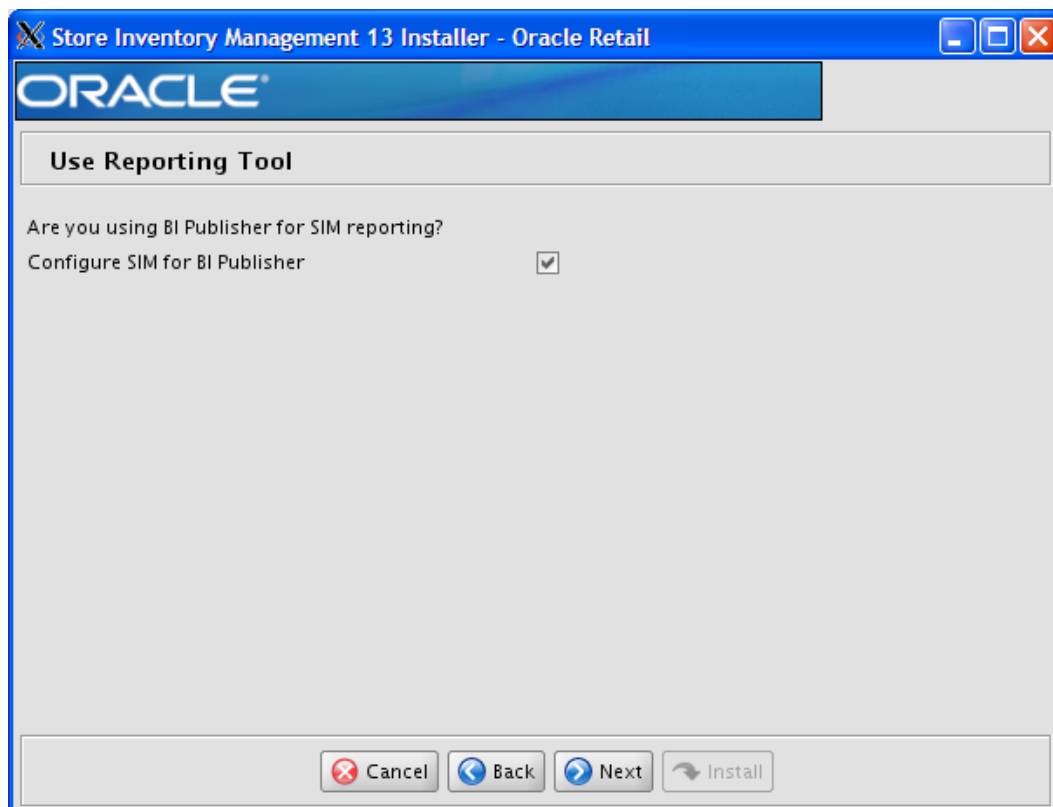 Store Inventory Management 13 Installer - Oracle Retail
ORACLE®
Use Reporting Tool
Are you using BI Publisher for SIM reporting?
Configure SIM for BI Publisher
Cancel Back Next Install